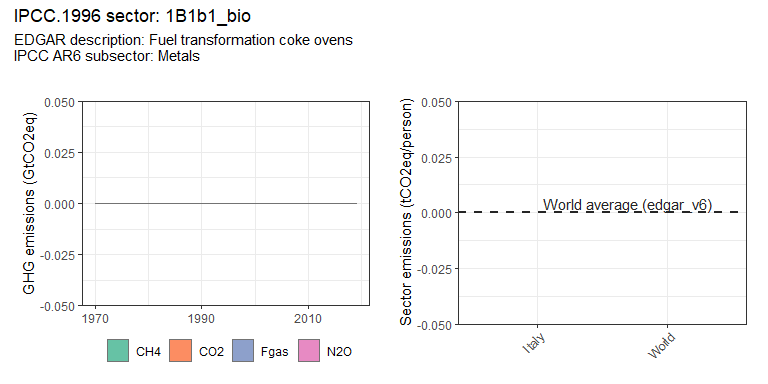 IPCC.1996 sector: 1B1b1_bio
EDGAR description: Fuel transformation coke ovens
IPCC AR6 subsector: Metals
GHG emissions (GtCO2eq)
0.050
0.025
0.000
-0.025
-0.050
1970
1990
2010
CH4
CO2
Fgas
N2O
Sector emissions (tCO2eq/person)
0.050
0.025
0.000
-0.025
-0.050
World average (edgar_v6)
Italy
World